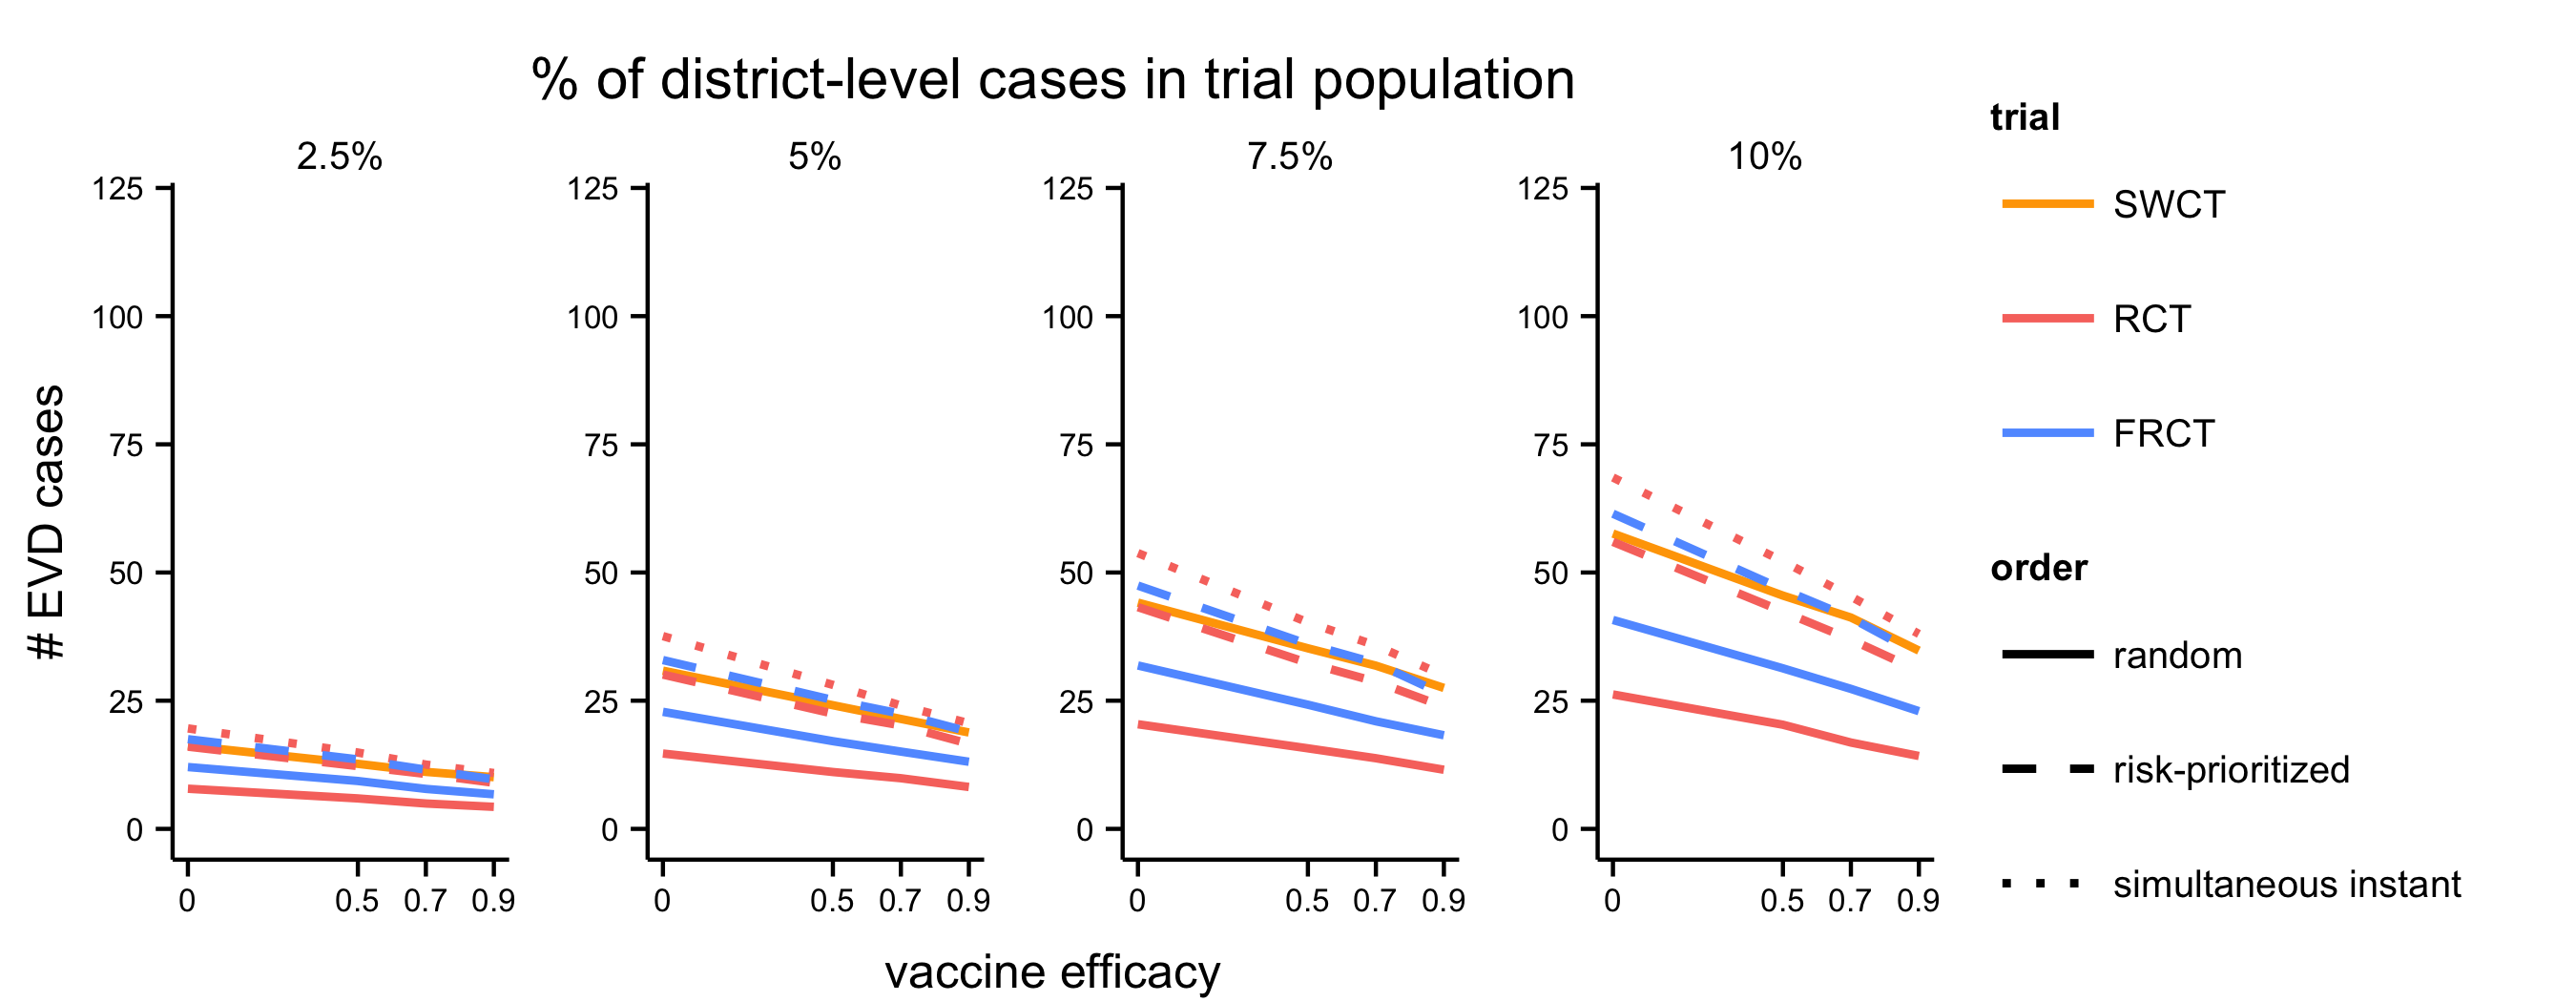 % of district-level cases in trial population
2.5%
5%
7.5%
10%
125
100
75
50
25
0
125
100
75
50
25
0
125
100
75
50
25
0
125
100
75
50
25
0
# EVD cases
0 0.5 0.7 0.9
0 0.5 0.7 0.9
0 0.5 0.7 0.9
0 0.5 0.7 0.9
vaccine efficacy
trial
SWCT
RCT
FRCT
order
random
risk-prioritized
simultaneous instant